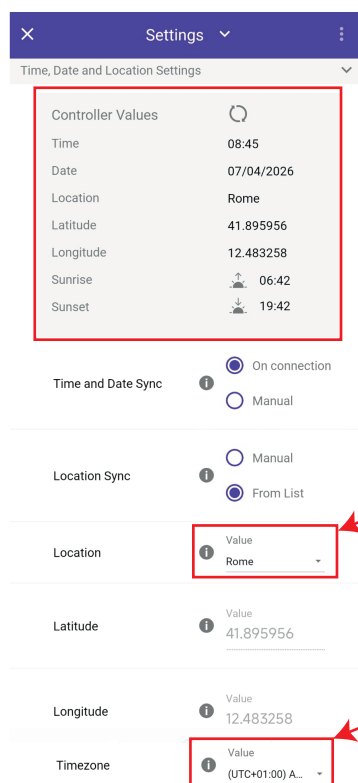 Settings
Time, Date and Location Settings
Controller Values
Time 08:45
Date 07/04/2026
Location Rome
Latitude 41.895956
Longitude 12.483258
Sunrise 06:42
Sunset 19:42
Time and Date Sync
On connection
Manual
Location Sync
Manual
From List
Location
Value
Rome
Latitude
Value
41.895956
Longitude
Value
12.483258
Timezone
Value
(UTC+01:00) A...